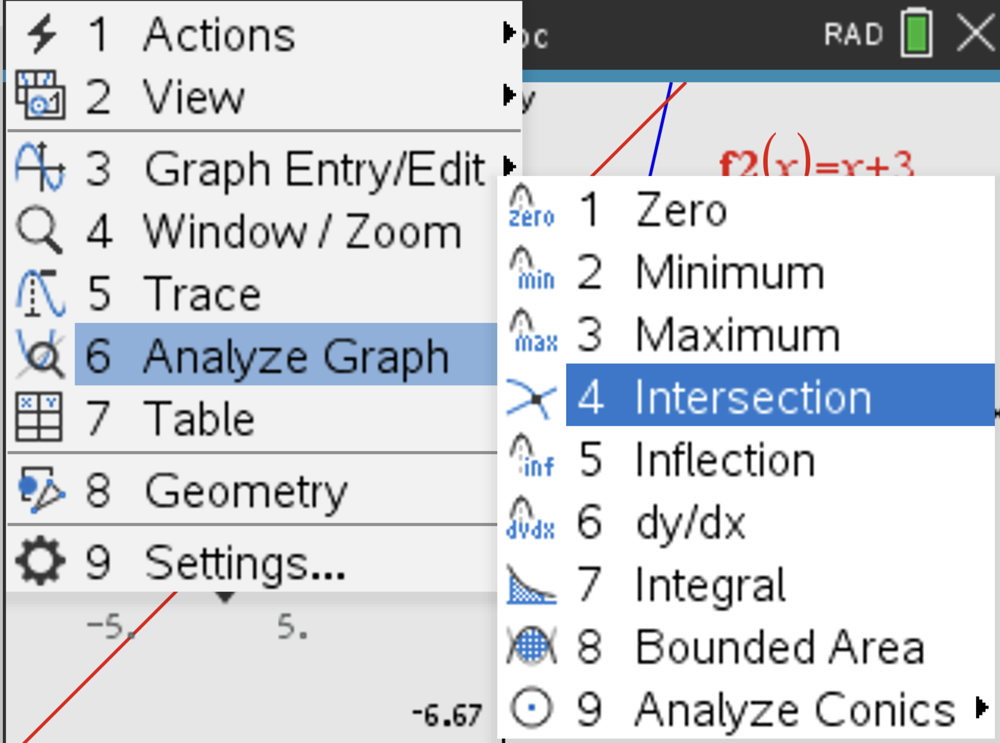 1 Actions
oc
RAD
2 View
y
3 Graph Entry/Edit
f2(x)=x+3
4 Window / Zoom
5 Trace
6 Analyze Graph
7 Table
8 Geometry
9 Settings...
zero 1 Zero
min 2 Minimum
max 3 Maximum
4 Intersection
inf 5 Inflection
dydx 6 dy/dx
7 Integral
8 Bounded Area
9 Analyze Conics
X Y
-5. 5.
-6.67